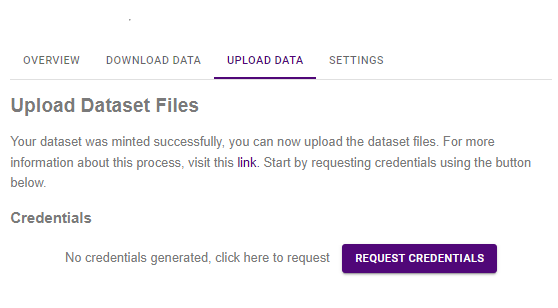 OVERVIEW DOWNLOAD DATA UPLOAD DATA SETTINGS
Upload Dataset Files
Your dataset was minted successfully, you can now upload the dataset files. For more
information about this process, visit this link. Start by requesting credentials using the button
below.
Credentials
No credentials generated, click here to request REQUEST CREDENTIALS